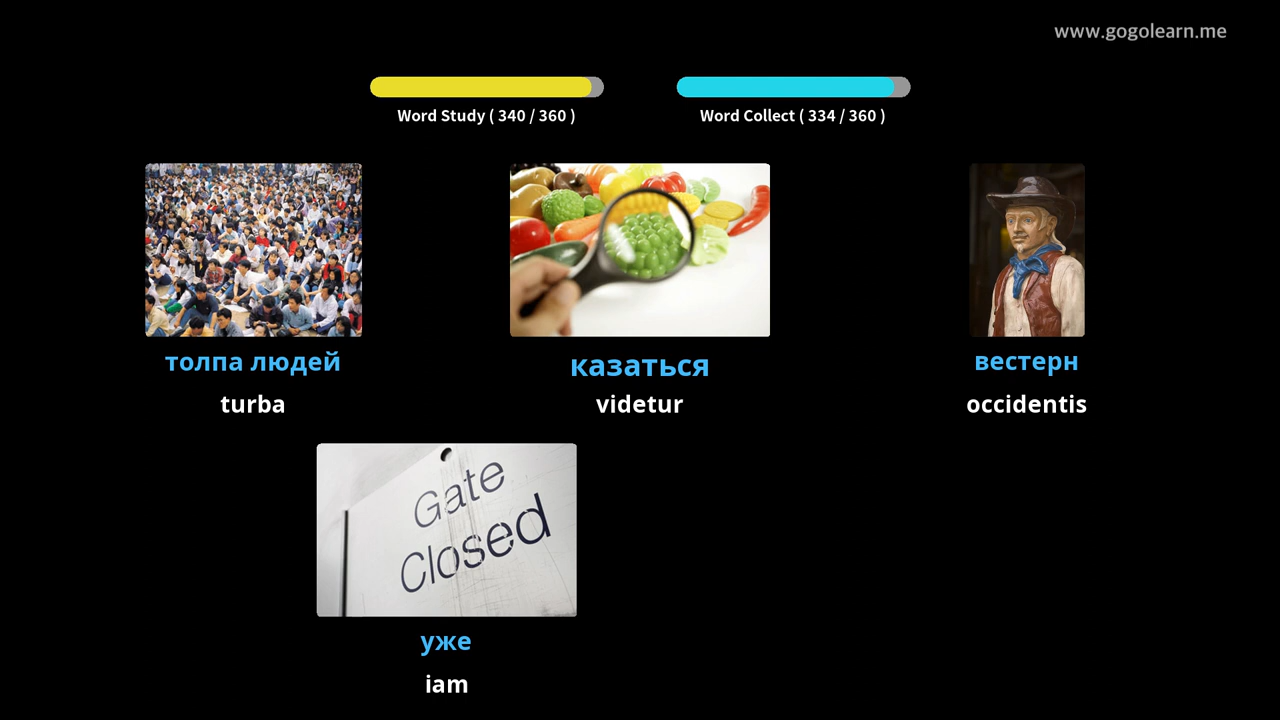 www.gogolearn.me
Word Study ( 340 / 360 )
Word Collect ( 334 / 360 )
толпа людей
turba
казаться
videtur
вестерн
occidentis
Gate
Closed
уже
iam